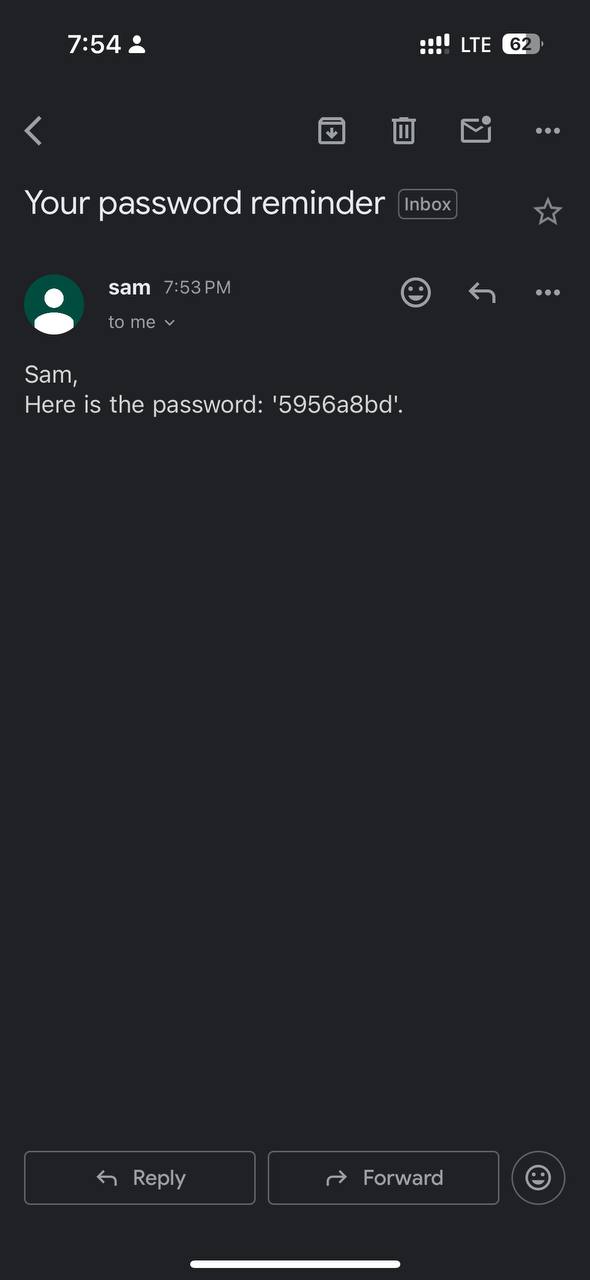 7:54
LTE 62
Your password reminder Inbox
sam 7:53 PM
to me
Sam,
Here is the password: '5956a8bd'.
Reply
Forward